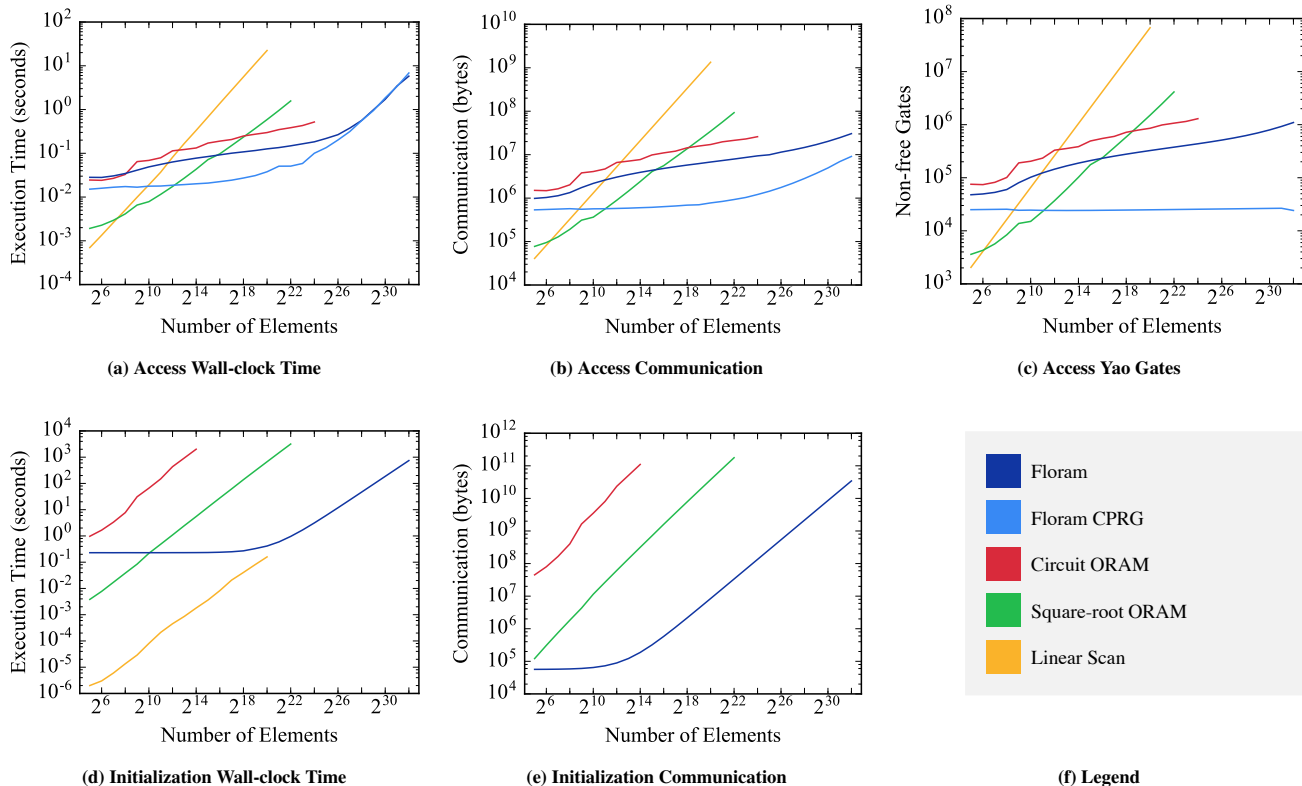 Execution Time (seconds)
10^2
10^1
10^0
10^-1
10^-2
10^-3
10^-4
2^6 2^10 2^14 2^18 2^22 2^26 2^30
Number of Elements
(a) Access Wall-clock Time
Communication (bytes)
10^10
10^9
10^8
10^7
10^6
10^5
10^4
2^6 2^10 2^14 2^18 2^22 2^26 2^30
Number of Elements
(b) Access Communication
Non-free Gates
10^8
10^7
10^6
10^5
10^4
10^3
2^6 2^10 2^14 2^18 2^22 2^26 2^30
Number of Elements
(c) Access Yao Gates
Execution Time (seconds)
10^4
10^3
10^2
10^1
10^0
10^-1
10^-2
10^-3
10^-4
10^-5
10^-6
2^6 2^10 2^14 2^18 2^22 2^26 2^30
Number of Elements
(d) Initialization Wall-clock Time
Communication (bytes)
10^12
10^11
10^10
10^9
10^8
10^7
10^6
10^5
10^4
2^6 2^10 2^14 2^18 2^22 2^26 2^30
Number of Elements
(e) Initialization Communication
Floram
Floram CPRG
Circuit ORAM
Square-root ORAM
Linear Scan
(f) Legend